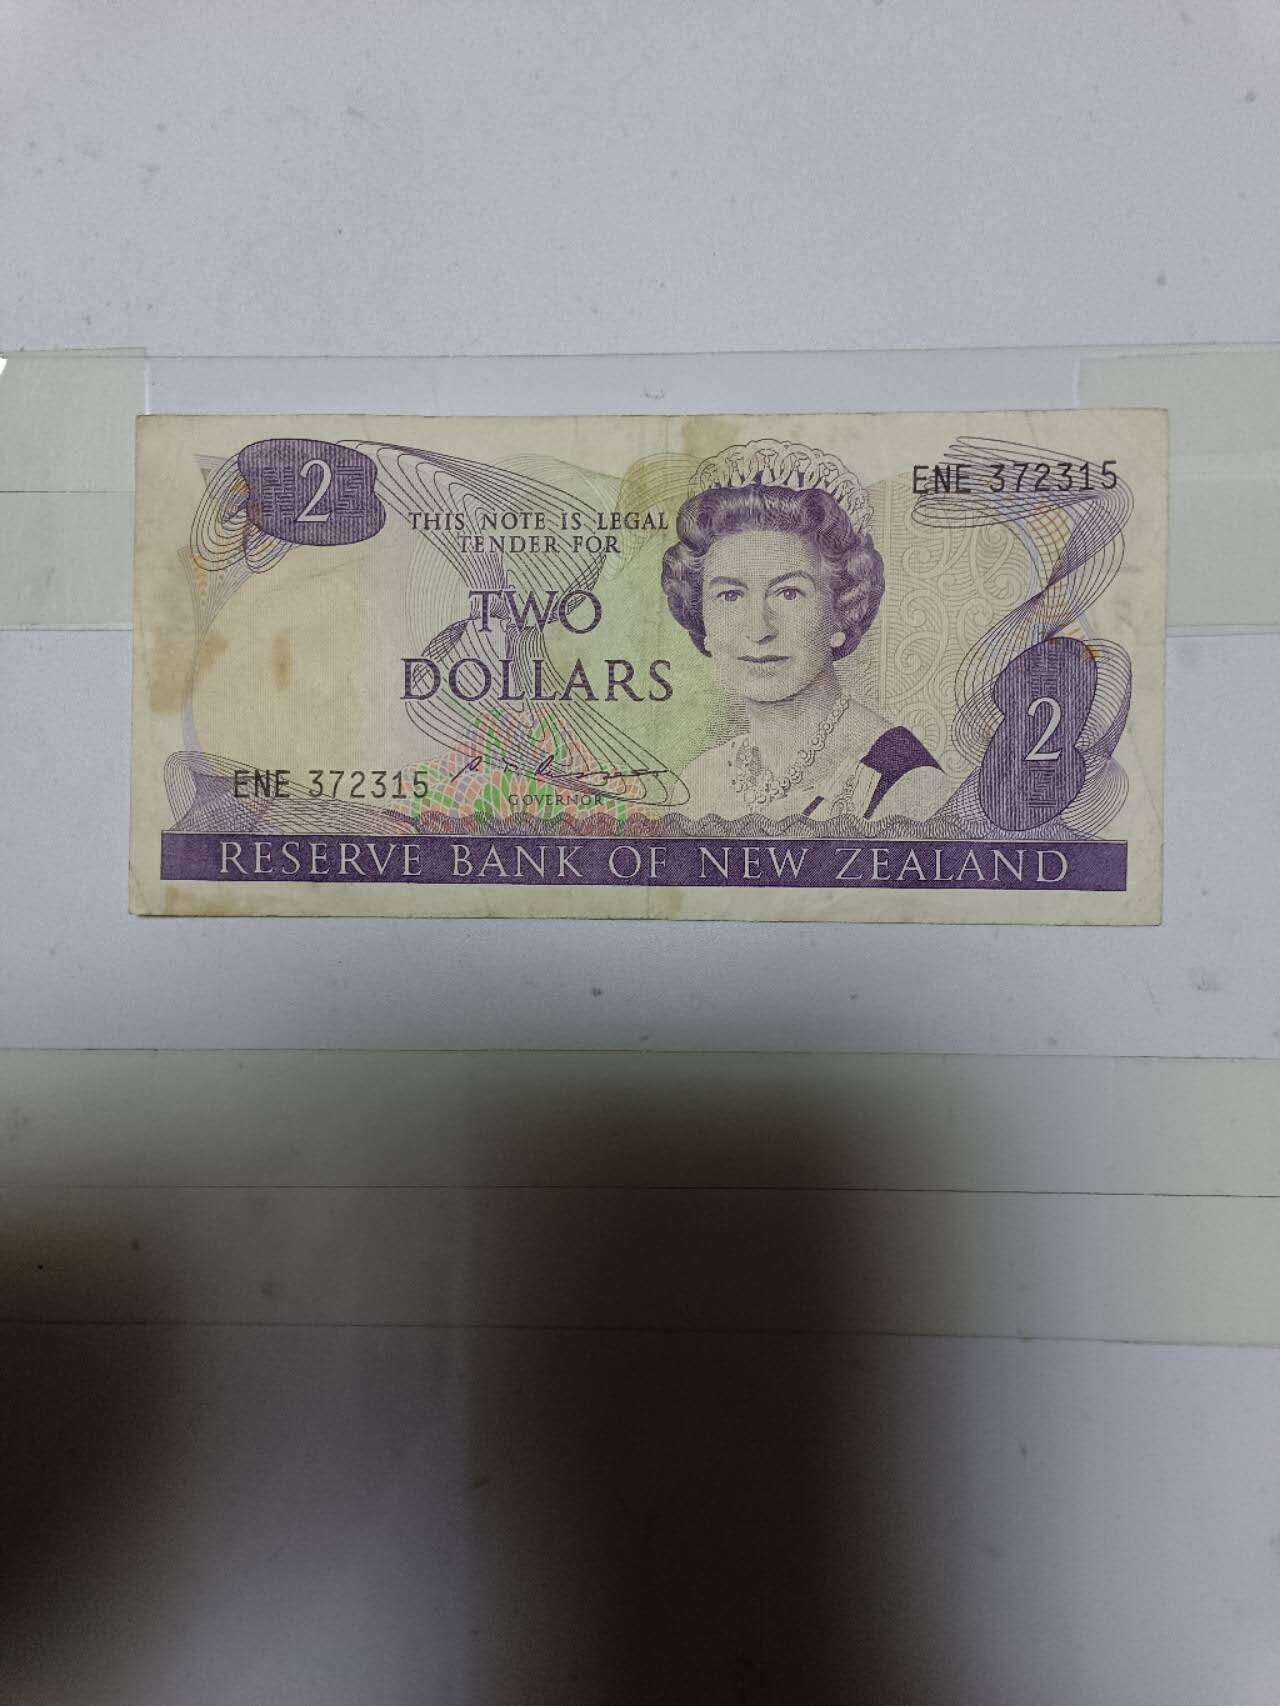 2
ENE 372315
THIS NOTE IS LEGAL
TENDER FOR
TWO
DOLLARS
2
ENE 372315
GOVERNOR
RESERVE BANK OF NEW ZEALAND